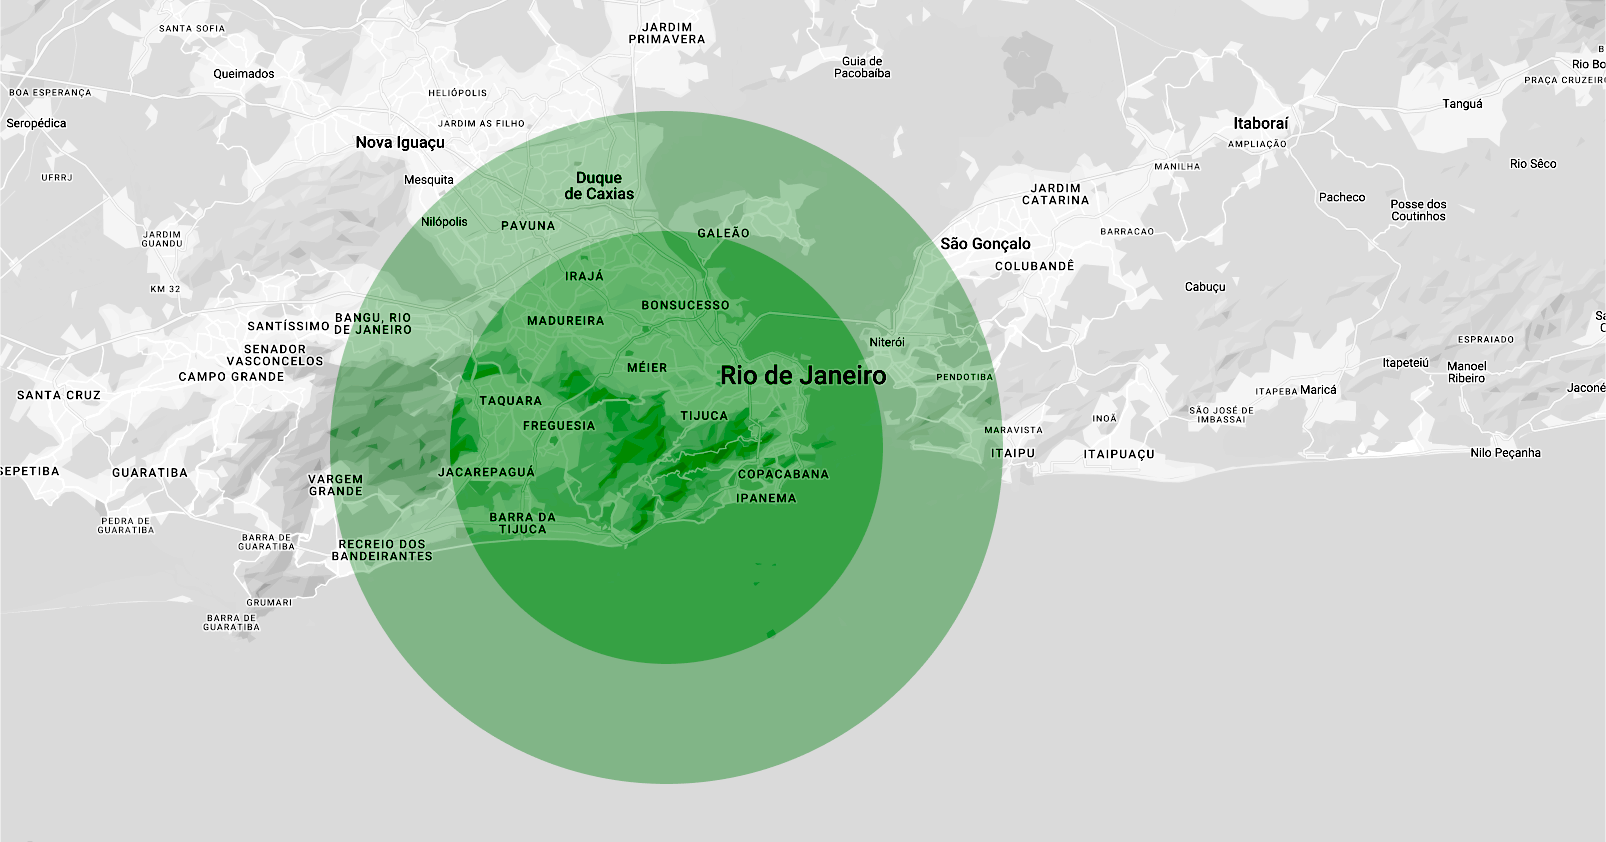 SANTA SOFIA
JARDIM
PRIMAVERA
Queimados
Guia de
Pacobaíba
Rio Bo
PRAÇA CRUZEIR
BOA ESPERANÇA
HELIÓPOLIS
Tanguá
Seropédica
JARDIM AS FILHO
Itaboraí
Nova Iguaçu
AMPLIAÇÃO
MANILHA
Rio Sêco
UFRRJ
Mesquita
Duque
de Caxias
JARDIM
CATARINA
Pacheco
Posse dos
Coutinhos
Nilópolis
PAVUNA
GALEÃO
BARRACAO
JARDIM
GUANDU
São Gonçalo
COLUBANDÊ
IRAJÁ
KM 32
Cabuçu
BONSUCESSO
SANTÍSSIMO
BANGU, RIO
DE JANEIRO
MADUREIRA
Niterói
ESPRAIADO
SENADOR
VASCONCELOS
CAMPO GRANDE
MÉIER
Rio de Janeiro
PENDOTIBA
Itapeteiú
Manoel
Ribeiro
SANTA CRUZ
TAQUARA
ITAPEBA
Maricá
Jaconé
FREGUESIA
TIJUCA
INOÃ
SÃO JOSÉ DE
IMBASSAI
MARAVISTA
ITAIPU
ITAIPUAÇU
Nilo Peçanha
SEPETIBA
GUARATIBA
JACAREPAGUÁ
COPACABANA
VARGEM
GRANDE
IPANEMA
PEDRA DE
GUARATIBA
BARRA DA
TIJUCA
BARRA DE
GUARATIBA
RECREIO DOS
BANDEIRANTES
GRUMARI
BARRA DE
GUARATIBA